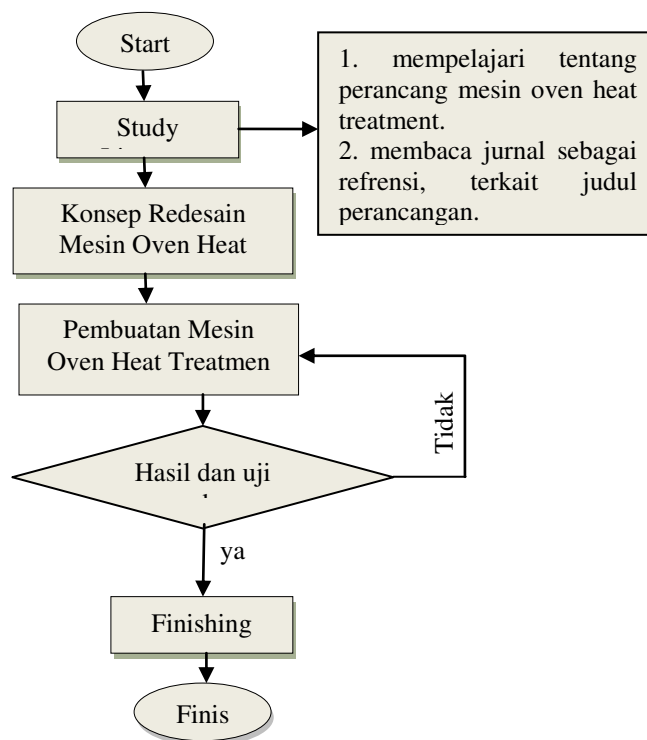 Start
Study
1. mempelajari tentang
perancang mesin oven heat
treatment.
2. membaca jurnal sebagai
refrensi, terkait judul
perancangan.
Konsep Redesain
Mesin Oven Heat
Pembuatan Mesin
Oven Heat Treatmen
Tidak
Hasil dan uji
ya
Finishing
Finis